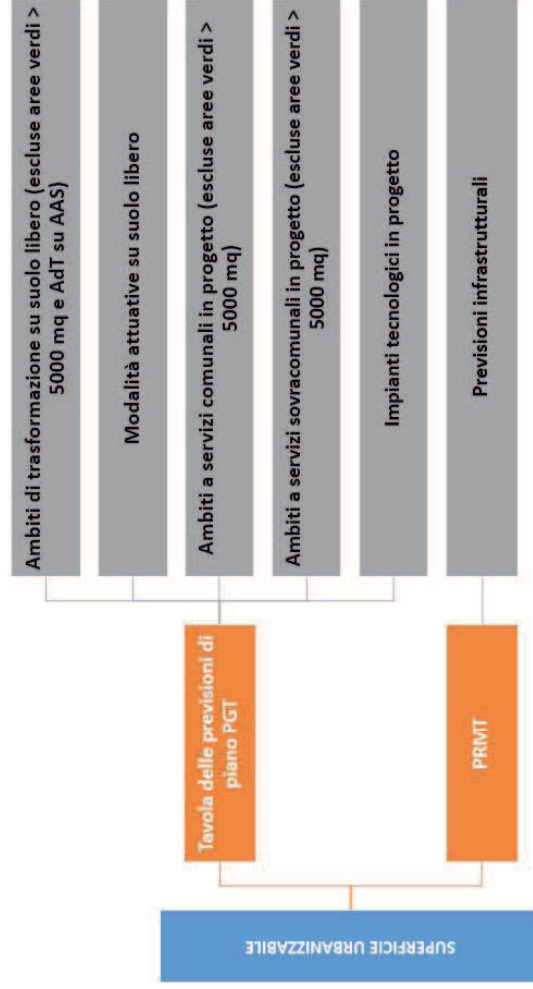 SUPERFICIE URBANIZZABILE
Tavola delle previsioni di
piano PGT
Ambiti di trasformazione su suolo libero (escluse aree verdi >
5000 mq e AdT su AAS)
Modalità attuative su suolo libero
Ambiti a servizi comunali in progetto (escluse aree verdi >
5000 mq)
Ambiti a servizi sovracomunali in progetto (escluse aree verdi >
5000 mq)
Impianti tecnologici in progetto
PRMT
Previsioni infrastrutturali